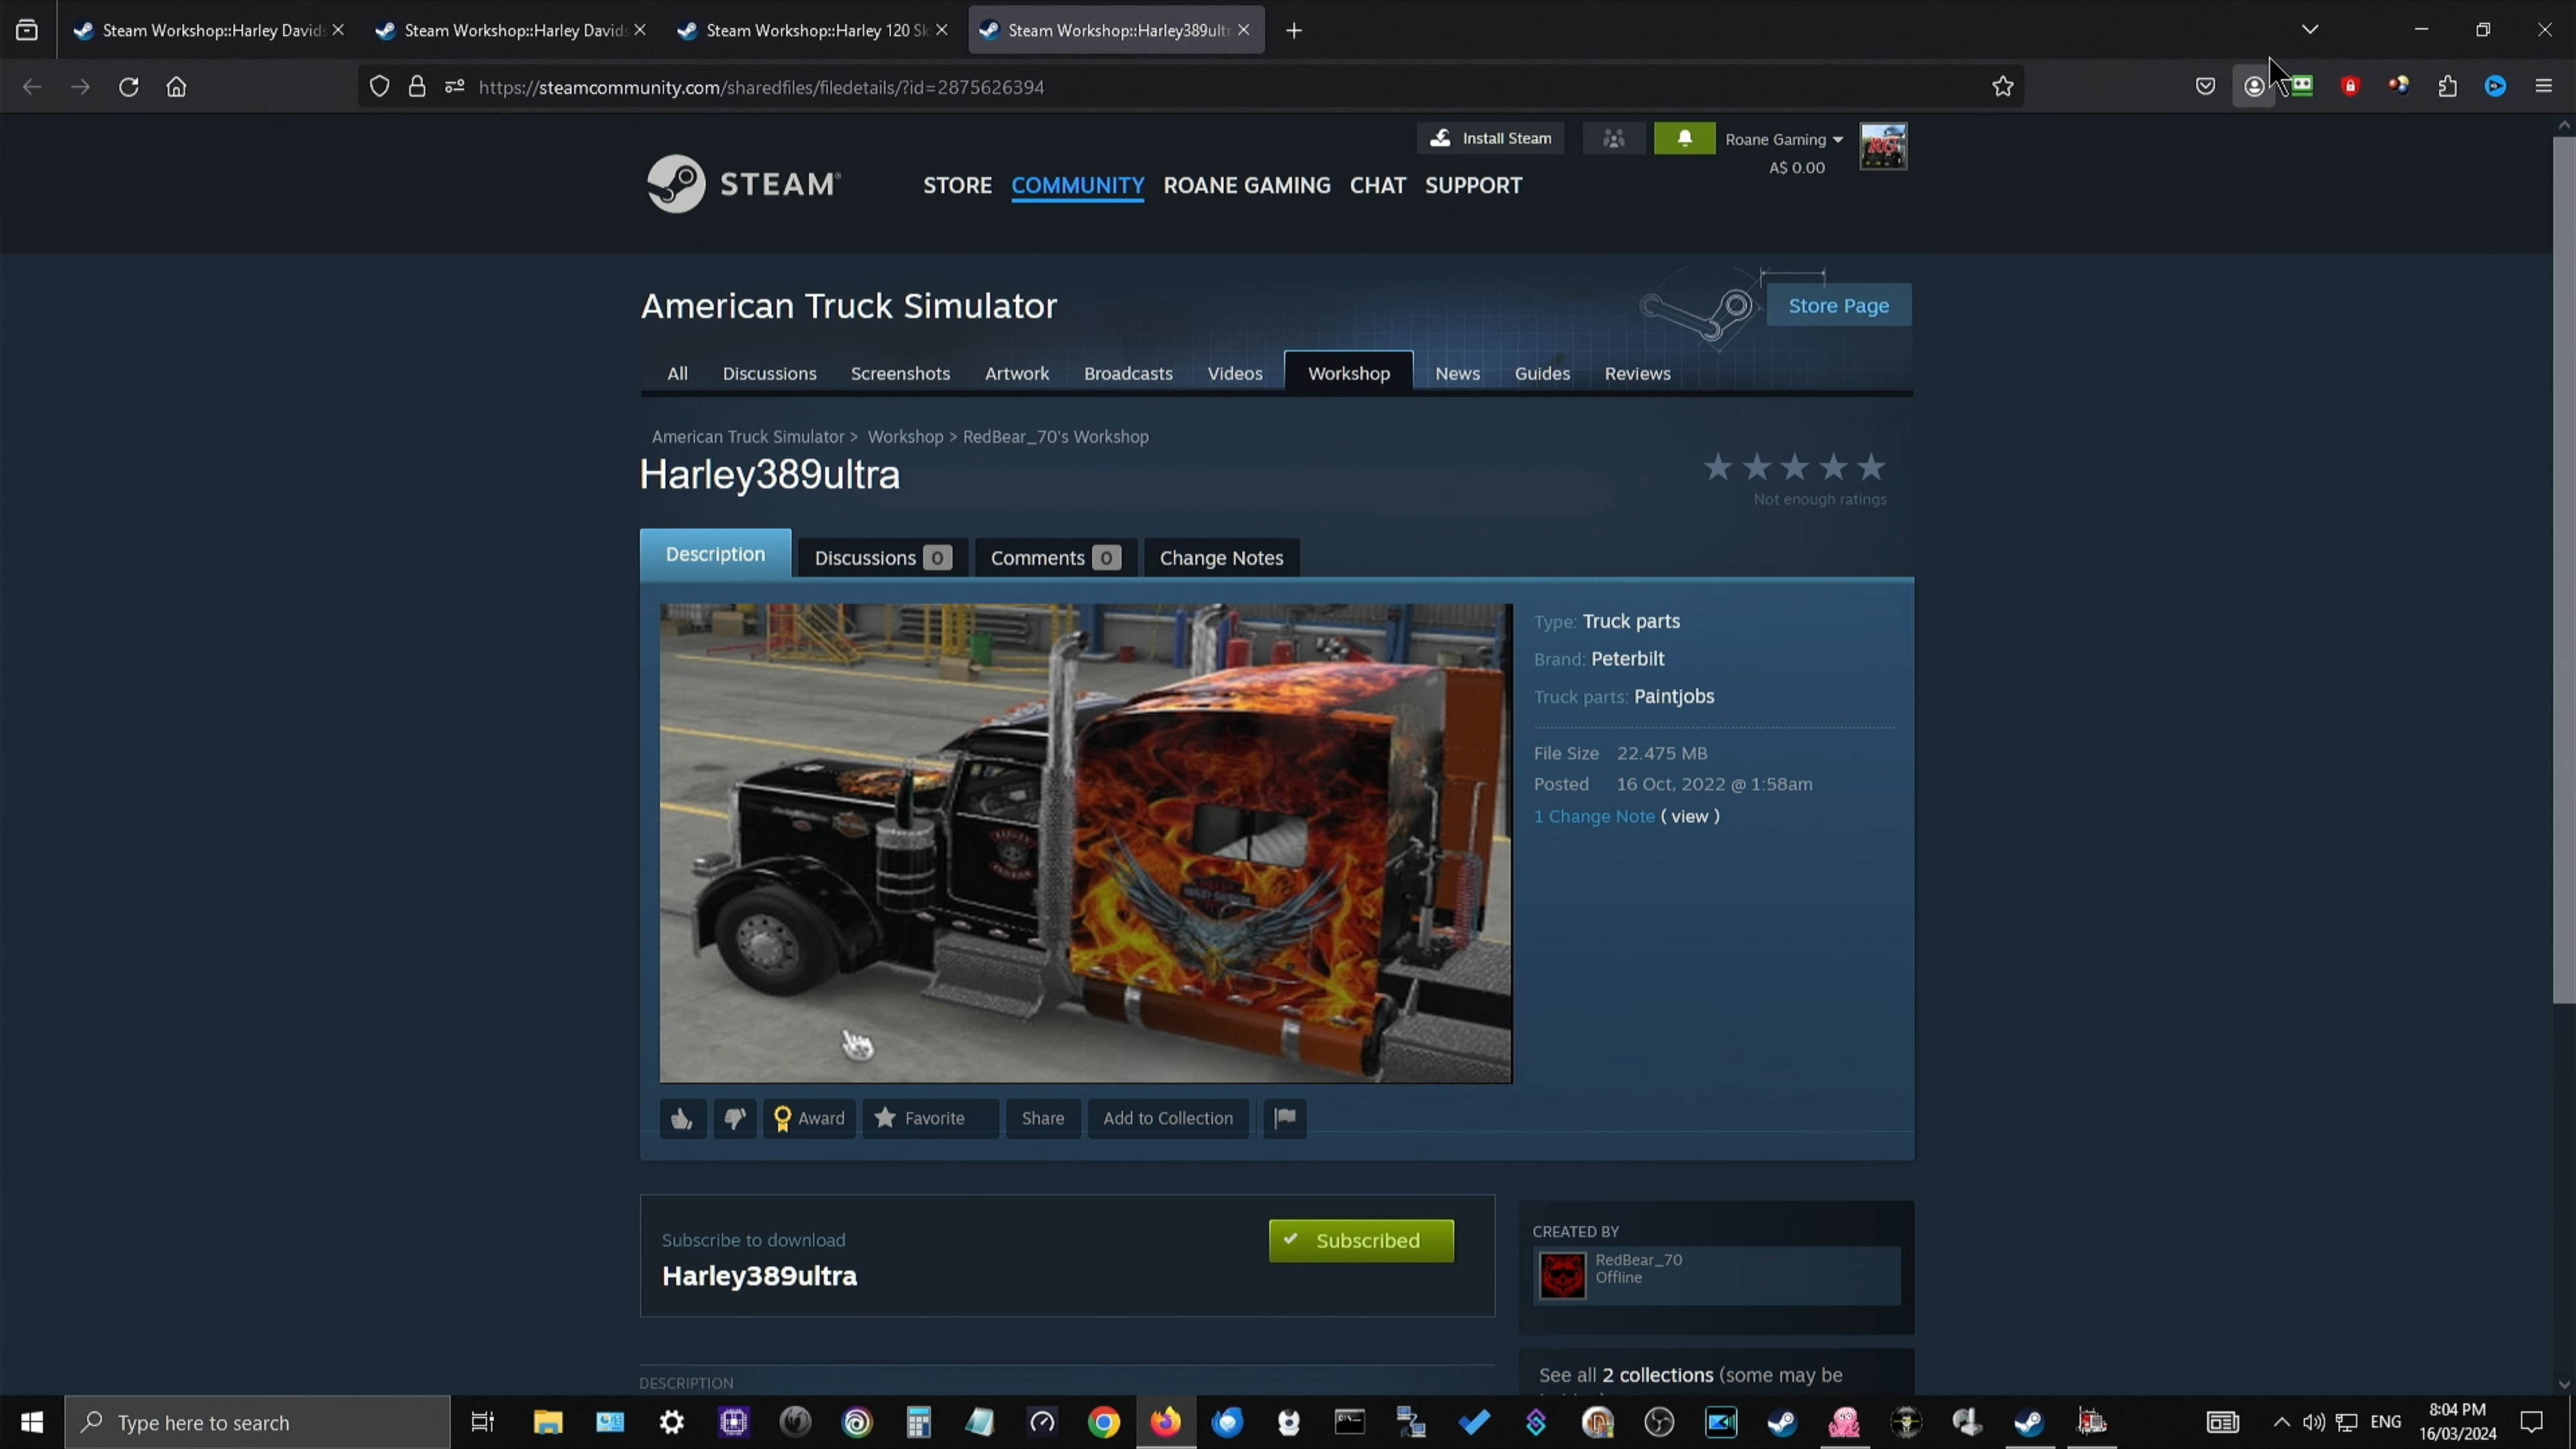 Steam Workshop::Harley Davids
Steam Workshop::Harley Davids
Steam Workshop::Harley 120 Sk
Steam Workshop::Harley389ultr
https://steamcommunity.com/sharedfiles/filedetails/?id=2875626394
Install Steam
Roane Gaming
A$ 0.00
STEAM®
STORE COMMUNITY ROANE GAMING CHAT SUPPORT
American Truck Simulator
Store Page
All Discussions Screenshots Artwork Broadcasts Videos Workshop News Guides Reviews
American Truck Simulator > Workshop > RedBear_70's Workshop
Harley389ultra
Not enough ratings
Description Discussions 0 Comments 0 Change Notes
Type: Truck parts
Brand: Peterbilt
Truck parts: Paintjobs
File Size 22.475 MB
Posted 16 Oct, 2022 @ 1:58am
1 Change Note ( view )
Award Favorite Share Add to Collection
Subscribe to download
Harley389ultra
Subscribed
CREATED BY
RedBear_70
Offline
See all 2 collections (some may be
DESCRIPTION
Type here to search
ENG
8:04 PM
16/03/2024